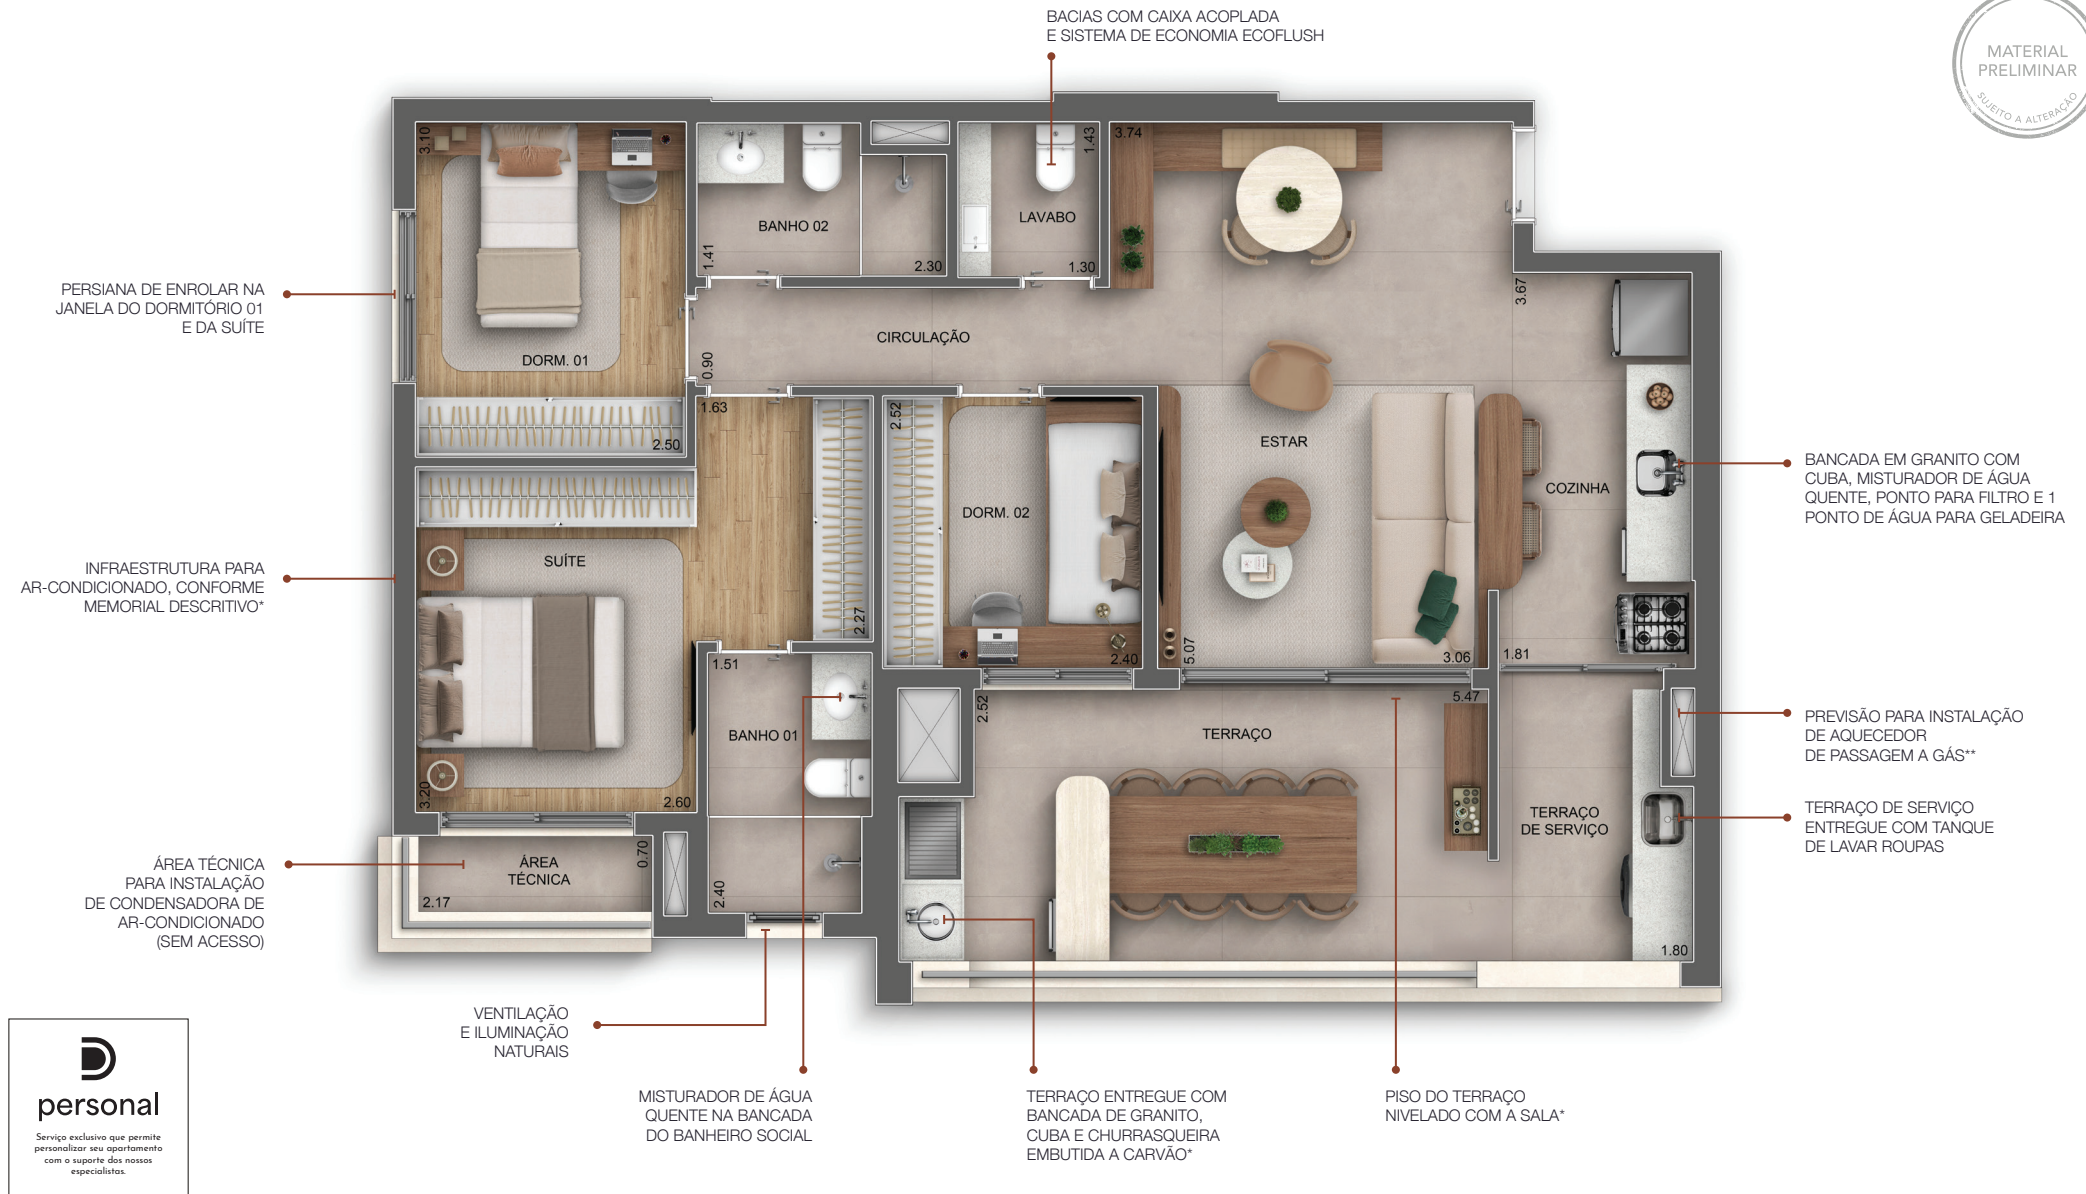 BACIAS COM CAIXA ACOPLADA
E SISTEMA DE ECONOMIA ECOFLUSH
MATERIAL
PRELIMINAR
SUJEITO A ALTERAÇÃO
PERSIANA DE ENROLAR NA
JANELA DO DORMITÓRIO 01
E DA SUÍTE
INFRAESTRUTURA PARA
AR-CONDICIONADO, CONFORME
MEMORIAL DESCRITIVO*
ÁREA TÉCNICA
PARA INSTALAÇÃO
DE CONDENSADORA DE
AR-CONDICIONADO
(SEM ACESSO)
3.10
DORM. 01
2.50
BANHO 02
1.41
2.30
LAVABO
1.43
1.30
3.74
3.67
CIRCULAÇÃO
0.90
1.63
2.27
SUÍTE
3.20
2.60
2.52
DORM. 02
2.40
ESTAR
5.07
3.06
COZINHA
1.81
1.51
BANHO 01
2.40
ÁREA
TÉCNICA
0.70
2.17
2.52
TERRAÇO
5.47
TERRAÇO
DE SERVIÇO
1.80
BANCADA EM GRANITO COM
CUBA, MISTURADOR DE ÁGUA
QUENTE, PONTO PARA FILTRO E 1
PONTO DE ÁGUA PARA GELADEIRA
PREVISÃO PARA INSTALAÇÃO
DE AQUECEDOR
DE PASSAGEM A GÁS**
TERRAÇO DE SERVIÇO
ENTREGUE COM TANQUE
DE LAVAR ROUPAS
VENTILAÇÃO
E ILUMINAÇÃO
NATURAIS
MISTURADOR DE ÁGUA
QUENTE NA BANCADA
DO BANHEIRO SOCIAL
TERRAÇO ENTREGUE COM
BANCADA DE GRANITO,
CUBA E CHURRASQUEIRA
EMBUTIDA A CARVÃO*
PISO DO TERRAÇO
NIVELADO COM A SALA*
personal
Serviço exclusivo que permite
personalizar seu apartamento
com o suporte dos nossos
especialistas.